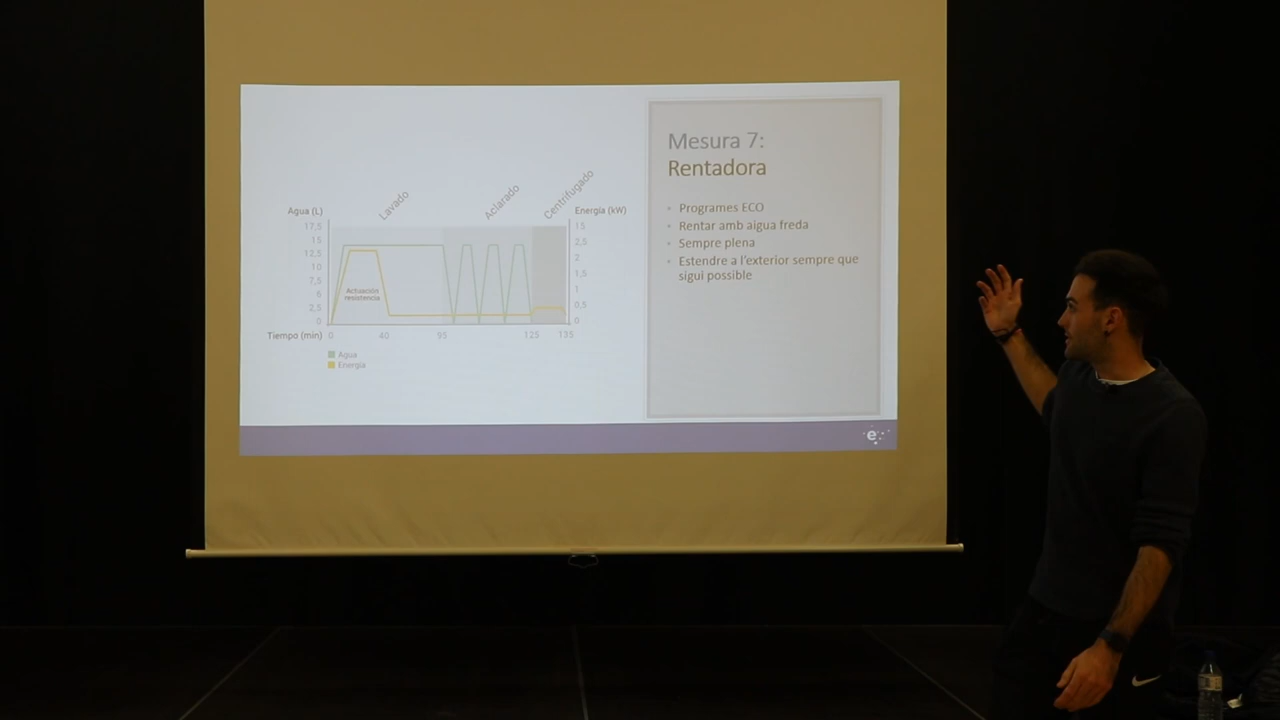 Mesura 7:
Rentadora
• Programes ECO
• Rentar amb aigua freda
• Sempre plena
• Estendre a l'exterior sempre que
sigui possible
Lavado
Aclarado
Centrifugado
Agua (L)
Energía (kW)
17,5
15
12,5
10
7,5
6
2,5
0
15
2,5
2
1,5
1
0,5
0
Actuación
resistencia
Tiempo (min) 0 40 95 125 135
Agua
Energía
e